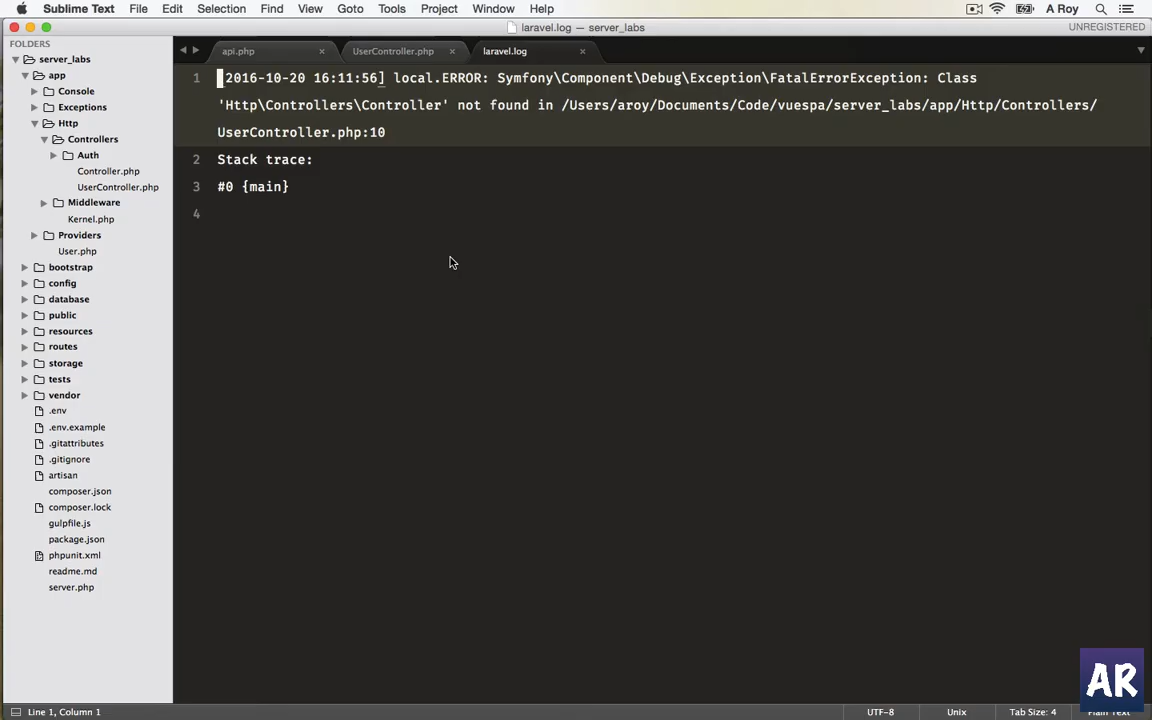 Sublime Text File Edit Selection Find View Goto Tools Project Window Help A Roy
laravel.log — server_labs UNREGISTERED
FOLDERS
server_labs
app
Console
Exceptions
Http
Controllers
Auth
Controller.php
UserController.php
Middleware
Kernel.php
Providers
User.php
bootstrap
config
database
public
resources
routes
storage
tests
vendor
.env
.env.example
.gitattributes
.gitignore
artisan
composer.json
composer.lock
gulpfile.js
package.json
phpunit.xml
readme.md
server.php
api.php UserController.php laravel.log
1 [2016-10-20 16:11:56] local.ERROR: Symfony\Component\Debug\Exception\FatalErrorException: Class
'Http\Controllers\Controller' not found in /Users/aroy/Documents/Code/vuespa/server_labs/app/Http/Controllers/
UserController.php:10
2 Stack trace:
3 #0 {main}
4
AR
Line 1, Column 1 UTF-8 Unix Tab Size: 4 Plain Text